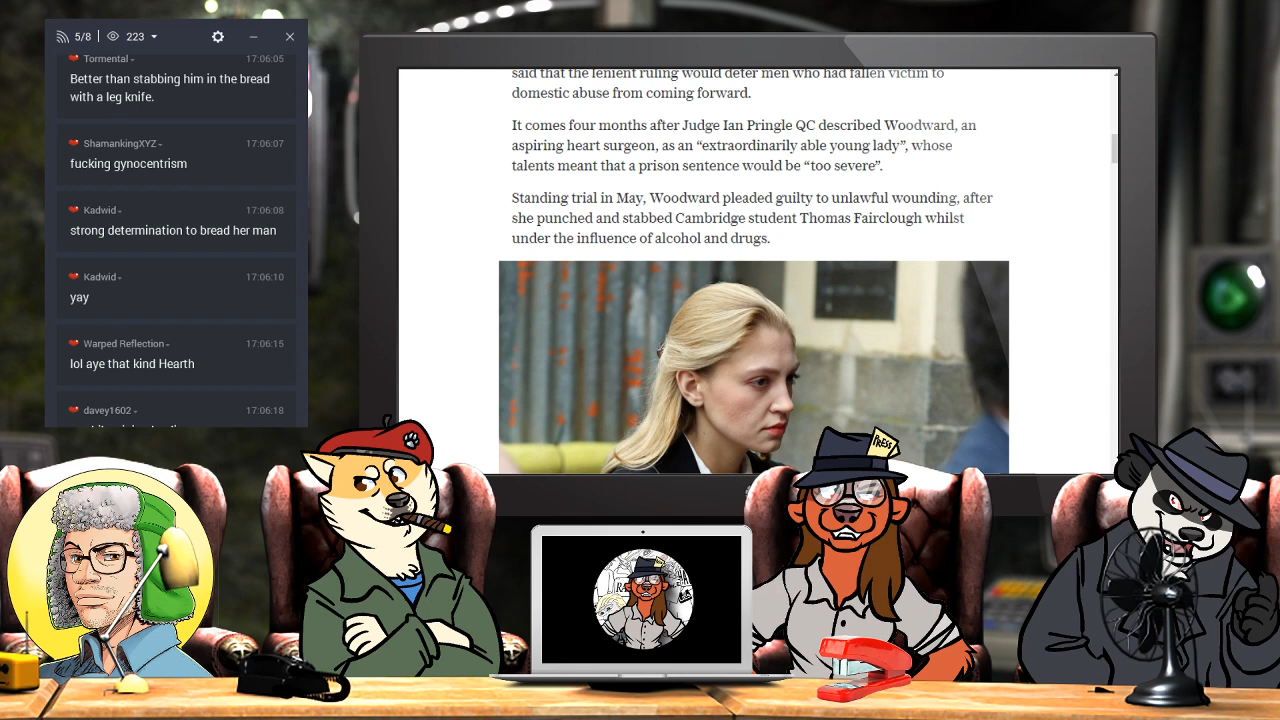 5/8 223
Tormental 17:06:05
Better than stabbing him in the bread
with a leg knife.
ShamankingXYZ 17:06:07
fucking gynocentrism
Kadwid 17:06:08
strong determination to bread her man
Kadwid 17:06:10
yay
Warped Reflection 17:06:15
lol aye that kind Hearth
davey1602 17:06:18
said that the lenient ruling would deter men who had fallen victim to
domestic abuse from coming forward.
It comes four months after Judge Ian Pringle QC described Woodward, an
aspiring heart surgeon, as an “extraordinarily able young lady”, whose
talents meant that a prison sentence would be “too severe”.
Standing trial in May, Woodward pleaded guilty to unlawful wounding, after
she punched and stabbed Cambridge student Thomas Fairclough whilst
under the influence of alcohol and drugs.
PRESS